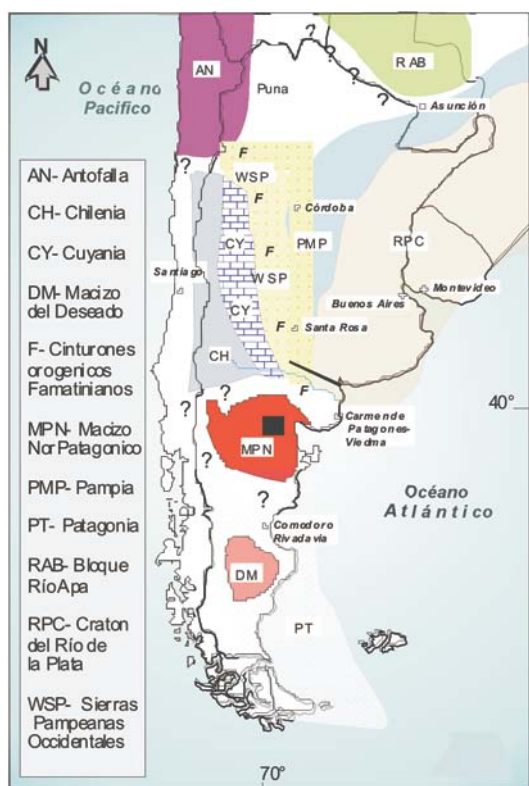 N
Océano
Pacifico
AN
Puna
RAB
?
?
?
?
?
Asunción
AN- Antofalla
CH- Chilenia
CY- Cuyania
DM- Macizo
del Deseado
F- Cinturones
orogenicos
Famatinianos
MPN- Macizo
NorPatagonico
PMP- Pampia
PT- Patagonia
RAB- Bloque
RíoApa
RPC- Craton
del Río de
la Plata
WSP- Sierras
Pampeanas
Occidentales
?
F
WSP
F
Córdoba
CY
F
PMP
RPC
Santiago
WSP
Montevideo
Buenos Aires
CY
F
Santa Rosa
CH
F
?
?
?
40°
Carmen de
Patagones-
Viedma
MPN
?
?
Océano
Atlántico
Comodoro
Rivadavia
DM
PT
70°